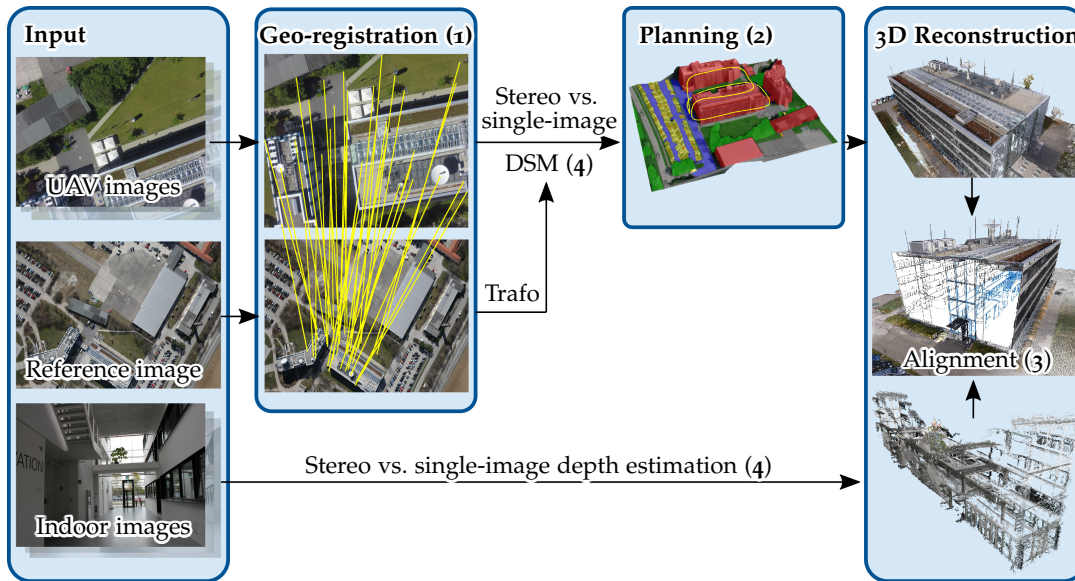 Input
UAV images
Reference image
VATION
Indoor images
Geo-registration (1)
Stereo vs.
single-image
DSM (4)
Trafo
Planning (2)
3D Reconstruction
Alignment (3)
Stereo vs. single-image depth estimation (4)